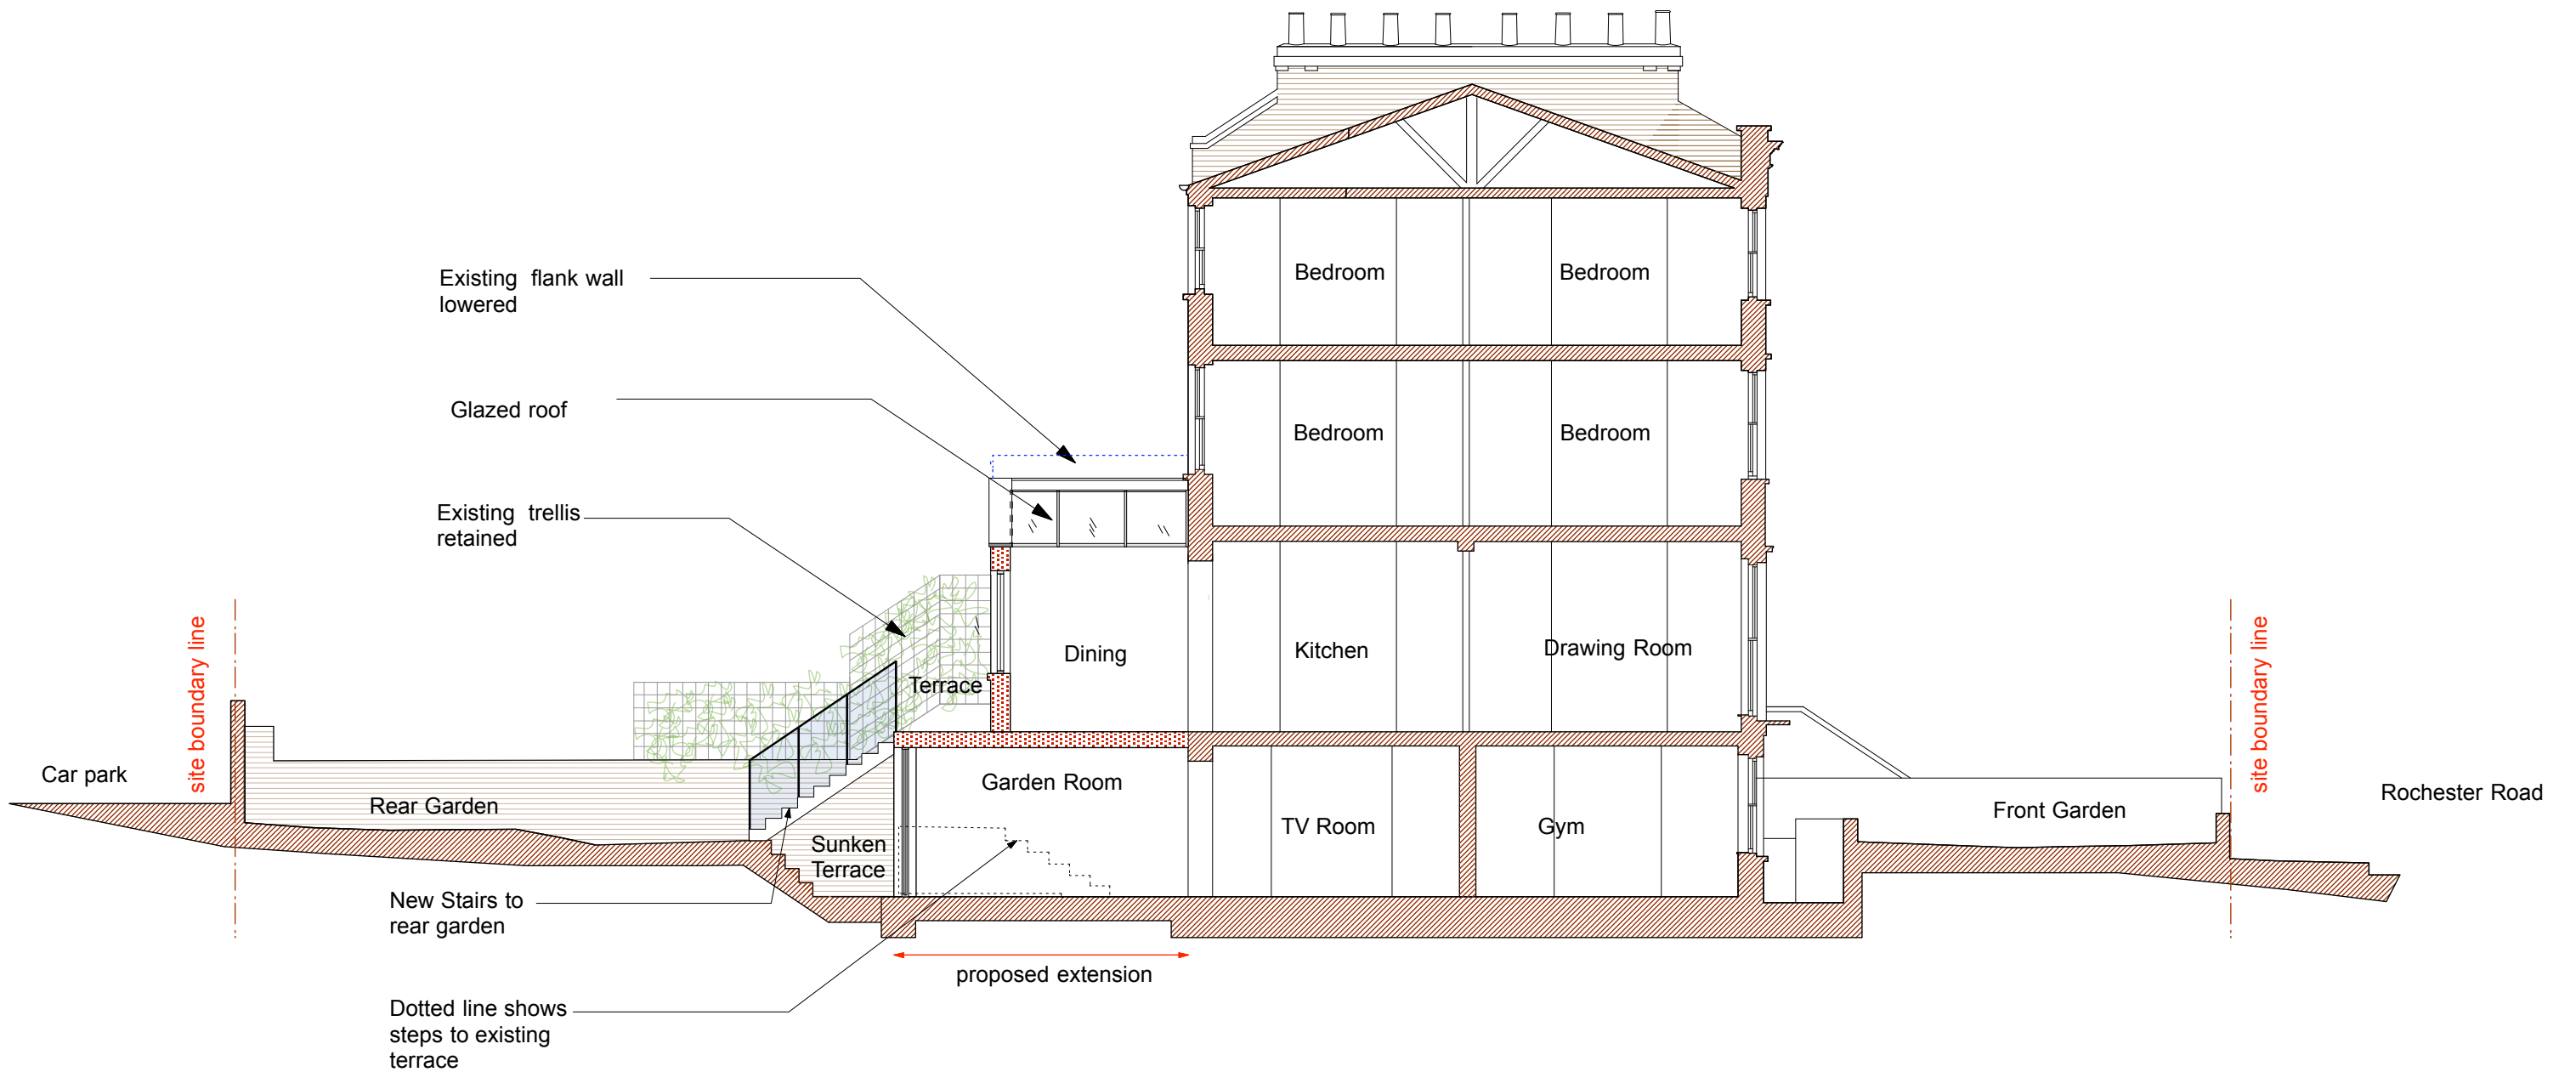 Existing flank wall
lowered
Glazed roof
Existing trellis
retained
Bedroom
Bedroom
Bedroom
Bedroom
Dining
Kitchen
Drawing Room
Terrace
site boundary line
site boundary line
Car park
Rear Garden
Garden Room
Sunken
Terrace
TV Room
Gym
Front Garden
Rochester Road
New Stairs to
rear garden
proposed extension
Dotted line shows
steps to existing
terrace